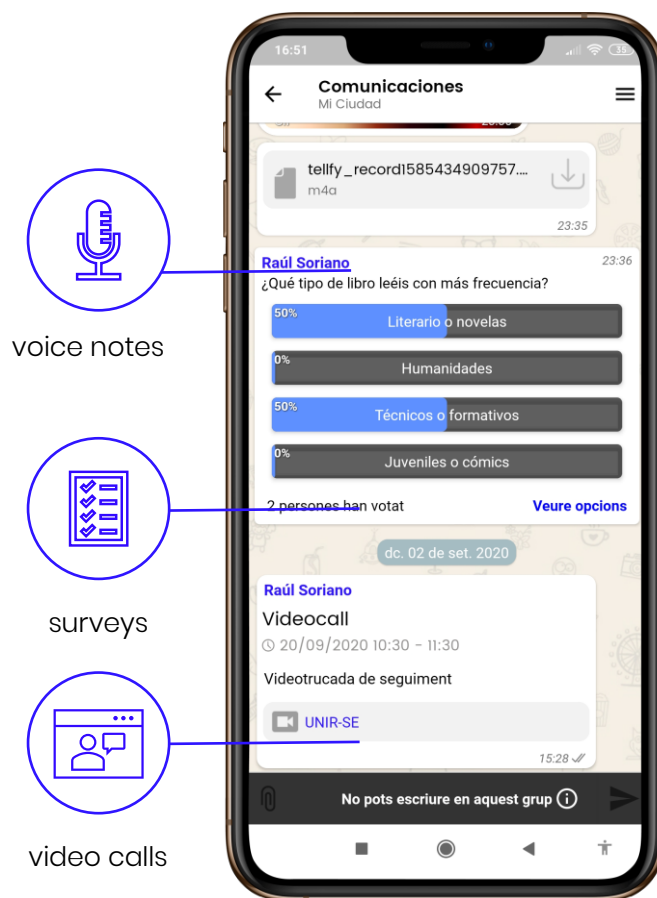 16:51
35
Comunicaciones
Mi Ciudad
tellfy_record1585434909757....
m4a
23:35
Raúl Soriano
23:36
¿Qué tipo de libro leéis con más frecuencia?
50%
Literario o novelas
0%
Humanidades
50%
Técnicos o formativos
0%
Juveniles o cómics
2 persones han votat
Veure opcions
dc. 02 de set. 2020
Raúl Soriano
Videocall
20/09/2020 10:30 - 11:30
Videotrucada de seguiment
UNIR-SE
15:28
No pots escriure en aquest grup
voice notes
surveys
video calls